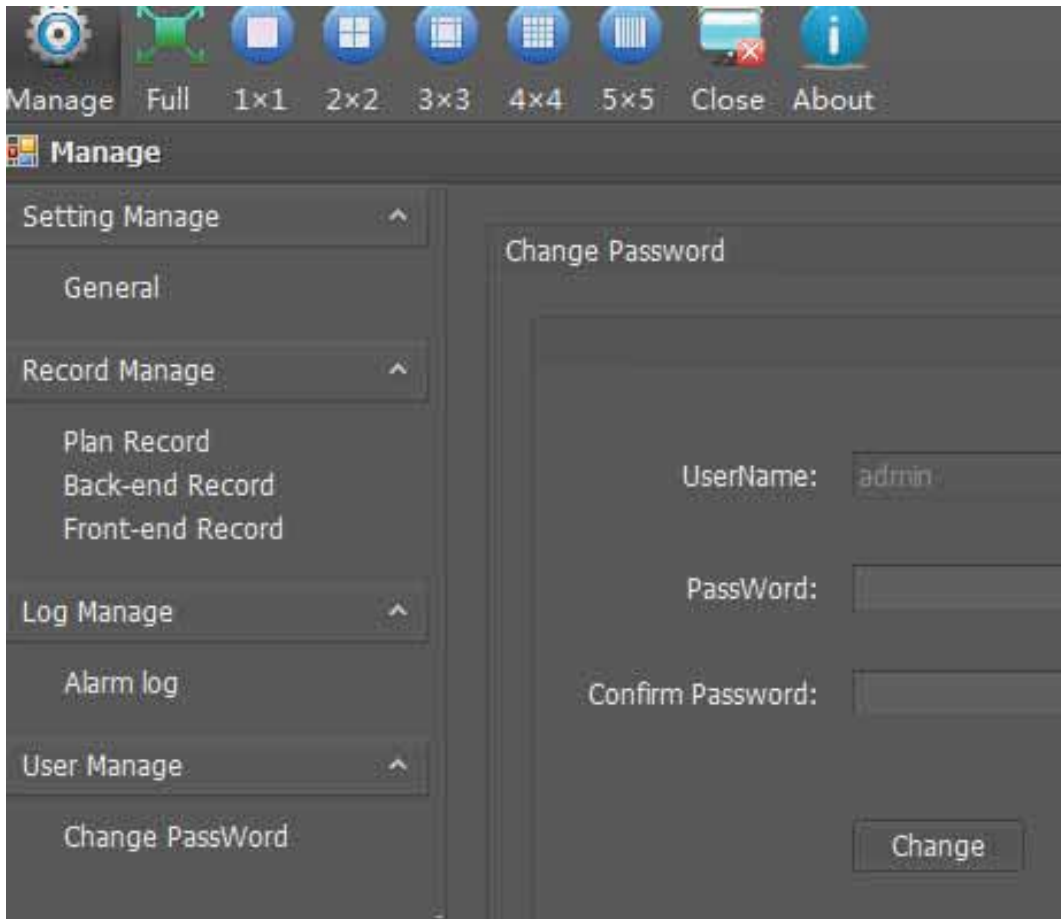 Manage Full 1×1 2×2 3×3 4×4 5×5 Close About
Manage
Setting Manage
General
Record Manage
Plan Record
Back-end Record
Front-end Record
Log Manage
Alarm log
User Manage
Change PassWord
Change Password
UserName: admin
PassWord:
Confirm Password:
Change